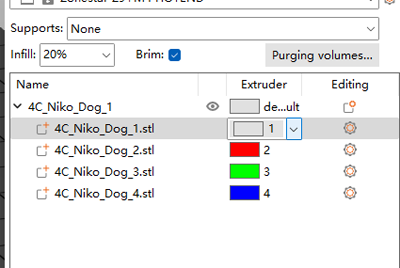 Supports: None
Infill: 20% Brim: Purging volumes...
Name Extruder Editing
4C_Niko_Dog_1 de...ult
4C_Niko_Dog_1.stl 1
4C_Niko_Dog_2.stl 2
4C_Niko_Dog_3.stl 3
4C_Niko_Dog_4.stl 4